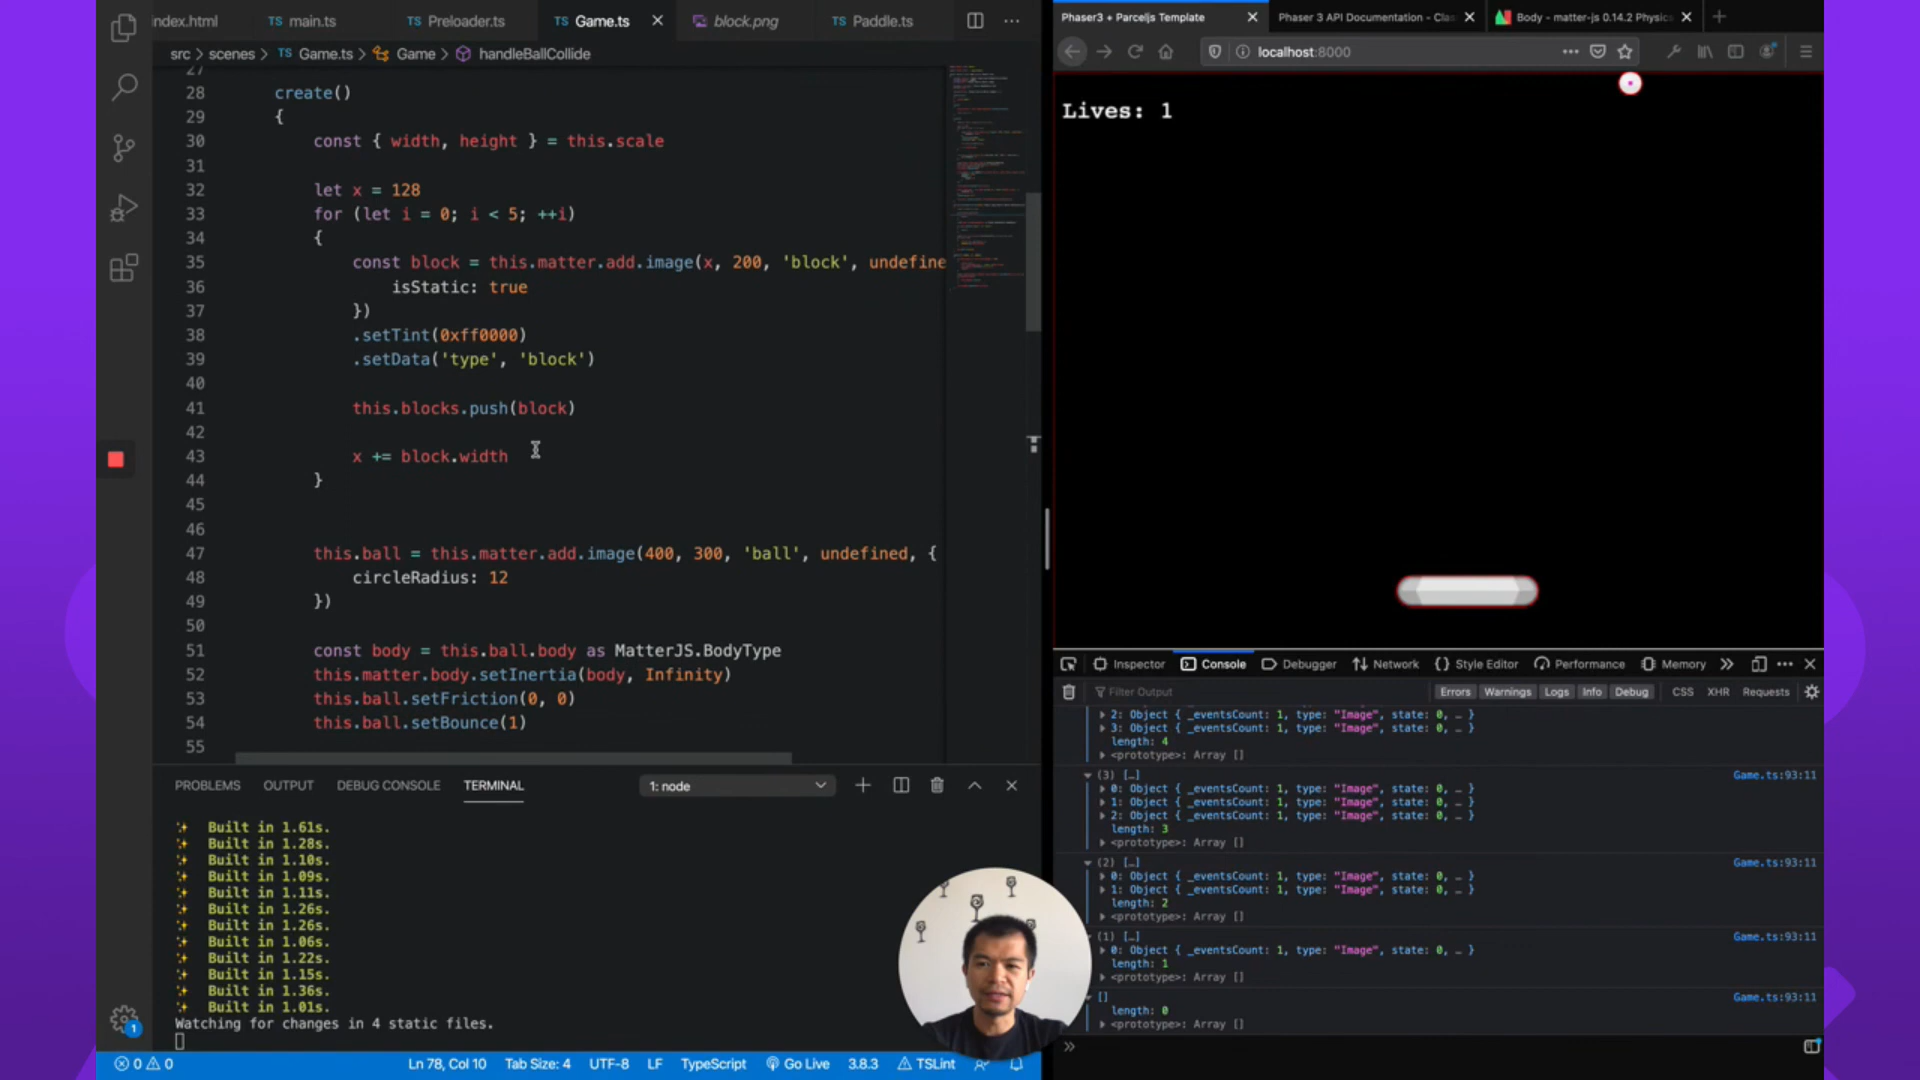 index.html
TS main.ts
TS Preloader.ts
TS Game.ts
block.png
TS Paddle.ts
src > scenes > TS Game.ts > Game > handleBallCollide
27
28 create()
29 {
30 const { width, height } = this.scale
31
32 let x = 128
33 for (let i = 0; i < 5; ++i)
34 {
35 const block = this.matter.add.image(x, 200, 'block', undefine
36 isStatic: true
37 })
38 .setTint(0xff0000)
39 .setData('type', 'block')
40
41 this.blocks.push(block)
42
43 x += block.width
44 }
45
46
47 this.ball = this.matter.add.image(400, 300, 'ball', undefined, {
48 circleRadius: 12
49 })
50
51 const body = this.ball.body as MatterJS.BodyType
52 this.matter.body.setInertia(body, Infinity)
53 this.ball.setFriction(0, 0)
54 this.ball.setBounce(1)
55
PROBLEMS OUTPUT DEBUG CONSOLE TERMINAL 1: node
Built in 1.61s.
Built in 1.28s.
Built in 1.10s.
Built in 1.09s.
Built in 1.11s.
Built in 1.26s.
Built in 1.26s.
Built in 1.06s.
Built in 1.22s.
Built in 1.15s.
Built in 1.36s.
Built in 1.01s.
Watching for changes in 4 static files.
1
0 0 Ln 78, Col 10 Tab Size: 4 UTF-8 LF TypeScript Go Live 3.8.3 TSLint
Phaser3 + Parceljs Template
Phaser 3 API Documentation - Clas
Body - matter-js 0.14.2 Physics
localhost:8000
Lives: 1
Inspector Console Debugger Network Style Editor Performance Memory
Filter Output Errors Warnings Logs Info Debug CSS XHR Requests
2: Object { _eventsCount: 1, type: "Image", state: 0, … }
3: Object { _eventsCount: 1, type: "Image", state: 0, … }
length: 4
<prototype>: Array []
(3) […] Game.ts:93:11
0: Object { _eventsCount: 1, type: "Image", state: 0, … }
1: Object { _eventsCount: 1, type: "Image", state: 0, … }
2: Object { _eventsCount: 1, type: "Image", state: 0, … }
length: 3
<prototype>: Array []
(2) […] Game.ts:93:11
0: Object { _eventsCount: 1, type: "Image", state: 0, … }
1: Object { _eventsCount: 1, type: "Image", state: 0, … }
length: 2
<prototype>: Array []
(1) […] Game.ts:93:11
0: Object { _eventsCount: 1, type: "Image", state: 0, … }
length: 1
<prototype>: Array []
[] Game.ts:93:11
length: 0
<prototype>: Array []